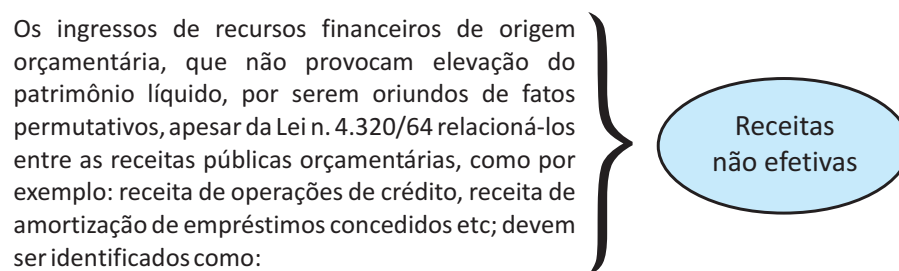 Os ingressos de recursos financeiros de origem
orçamentária, que não provocam elevação do
patrimônio líquido, por serem oriundos de fatos
permutativos, apesar da Lei n. 4.320/64 relacioná-los
entre as receitas públicas orçamentárias, como por
exemplo: receita de operações de crédito, receita de
amortização de empréstimos concedidos etc; devem
ser identificados como:
Receitas
não efetivas